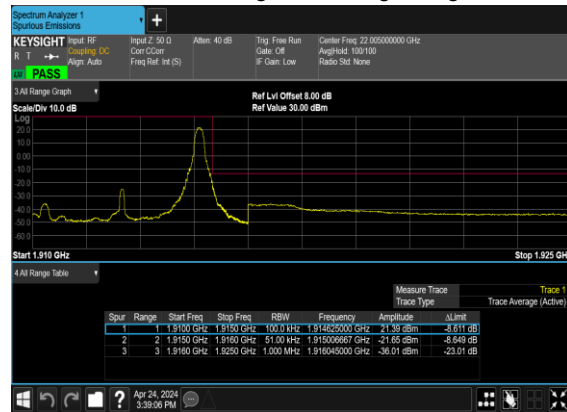 Spectrum Analyzer 1
Spurious Emissions
+
KEYSIGHT Input: RF Input Z: 50 Ω Atten: 40 dB Trig: Free Run Center Freq: 22.005000000 GHz
R T Coupling: DC Corr CCorr Gate: Off Avg|Hold: 100/100
Align: Auto Freq Ref: Int (S) IF Gain: Low Radio Std: None
PASS
3 All Range Graph
Ref Lvl Offset 8.00 dB
Scale/Div 10.0 dB Ref Value 30.00 dBm
Log
20.0
10.0
0.00
-10.0
-20.0
-30.0
-40.0
-50.0
-60.0
Start 1.910 GHz Stop 1.925 GH
4 All Range Table
Measure Trace Trace 1
Trace Type Trace Average (Active)
Spur Range Start Freq Stop Freq RBW Frequency Amplitude ΔLimit
1 1 1.9100 GHz 1.9150 GHz 100.0 kHz 1.914625000 GHz 21.39 dBm -8.611 dB
2 2 1.9150 GHz 1.9160 GHz 51.00 kHz 1.915006667 GHz -21.65 dBm -8.649 dB
3 3 1.9160 GHz 1.9250 GHz 1.000 MHz 1.916045000 GHz -36.01 dBm -23.01 dB
? Apr 24, 2024
3:39:06 PM